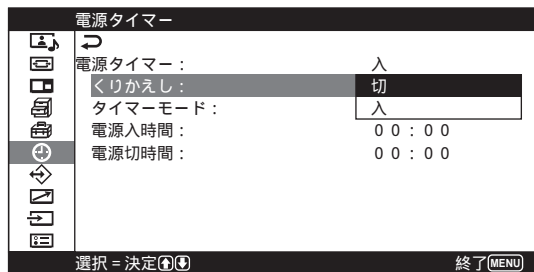 電源タイマー
電源タイマー： 入
くりかえし： 切
タイマーモード： 入
電源入時間： 00：00
電源切時間： 00：00
選択＝決定 終了 MENU